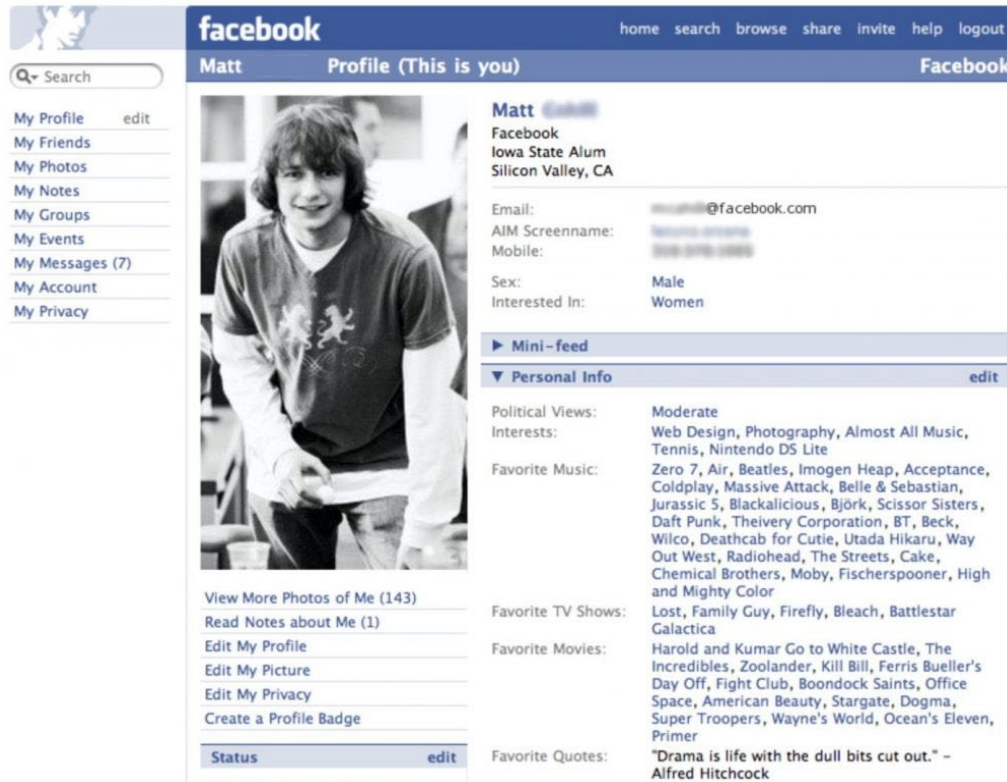 facebook
home search browse share invite help logout
Matt Profile (This is you) Facebook
Search
My Profile edit
My Friends
My Photos
My Notes
My Groups
My Events
My Messages (7)
My Account
My Privacy
View More Photos of Me (143)
Read Notes about Me (1)
Edit My Profile
Edit My Picture
Edit My Privacy
Create a Profile Badge
Status edit
Matt
Facebook
Iowa State Alum
Silicon Valley, CA
Email: @facebook.com
AIM Screenname:
Mobile:
Sex: Male
Interested In: Women
Mini-feed
Personal Info edit
Political Views: Moderate
Interests: Web Design, Photography, Almost All Music,
Tennis, Nintendo DS Lite
Favorite Music: Zero 7, Air, Beatles, Imogen Heap, Acceptance,
Coldplay, Massive Attack, Belle & Sebastian,
Jurassic 5, Blackalicious, Björk, Scissor Sisters,
Daft Punk, Theivery Corporation, BT, Beck,
Wilco, Deathcab for Cutie, Utada Hikaru, Way
Out West, Radiohead, The Streets, Cake,
Chemical Brothers, Moby, Fischerspooner, High
and Mighty Color
Favorite TV Shows: Lost, Family Guy, Firefly, Bleach, Battlestar
Galactica
Favorite Movies: Harold and Kumar Go to White Castle, The
Incredibles, Zoolander, Kill Bill, Ferris Bueller's
Day Off, Fight Club, Boondock Saints, Office
Space, American Beauty, Stargate, Dogma,
Super Troopers, Wayne's World, Ocean's Eleven,
Primer
Favorite Quotes: "Drama is life with the dull bits cut out." –
Alfred Hitchcock